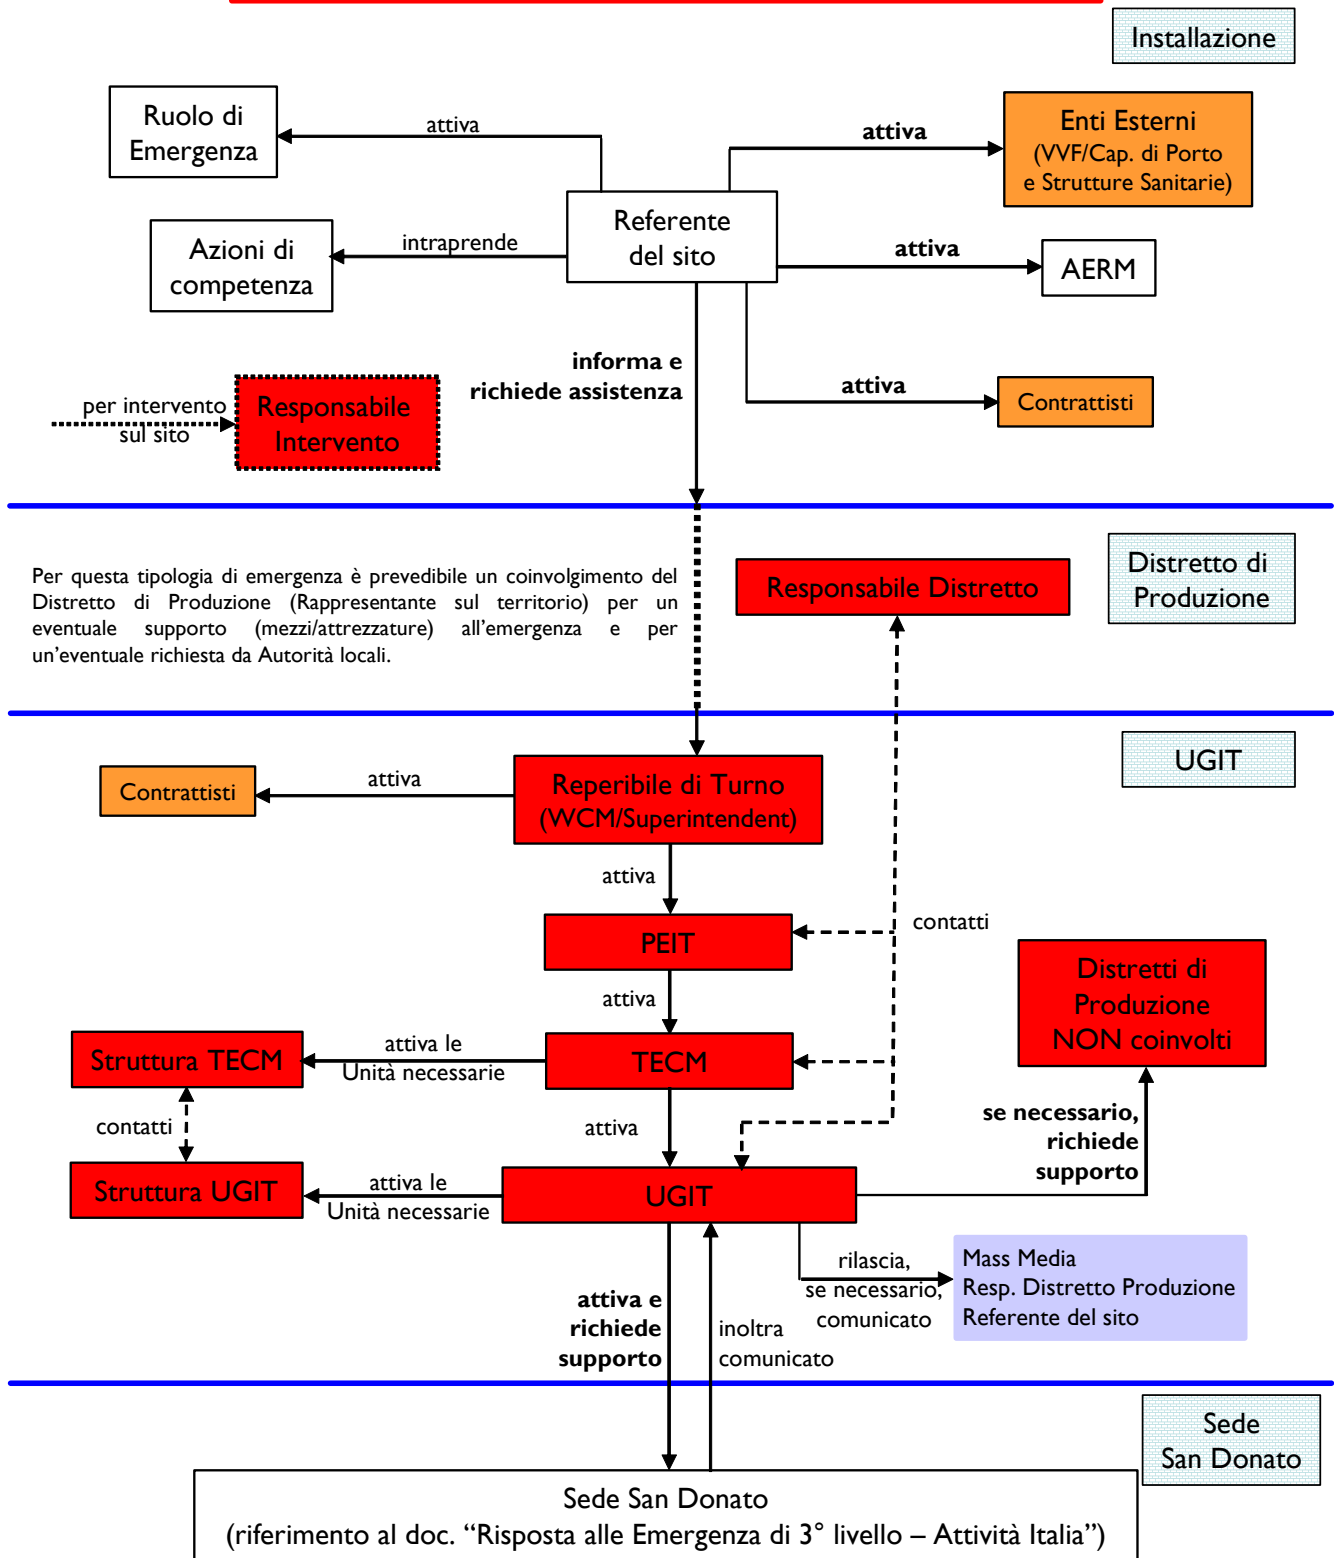 Installazione
Ruolo di
Emergenza
attiva
attiva
Enti Esterni
(VVF/Cap. di Porto
e Strutture Sanitarie)
Azioni di
competenza
intraprende
Referente
del sito
attiva
AERM
informa e
richiede assistenza
attiva
Contrattisti
per intervento
sul sito
Responsabile
Intervento
Distretto di
Produzione
Per questa tipologia di emergenza è prevedibile un coinvolgimento del
Distretto di Produzione (Rappresentante sul territorio) per un
eventuale supporto (mezzi/attrezzature) all’emergenza e per
un’eventuale richiesta da Autorità locali.
Responsabile Distretto
UGIT
Contrattisti
attiva
Reperibile di Turno
(WCM/Superintendent)
attiva
PEIT
contatti
Distretti di
Produzione
NON coinvolti
attiva
Struttura TECM
attiva le
Unità necessarie
TECM
contatti
attiva
se necessario,
richiede
supporto
Struttura UGIT
attiva le
Unità necessarie
UGIT
rilascia,
se necessario,
comunicato
Mass Media
Resp. Distretto Produzione
Referente del sito
attiva e
richiede
supporto
inoltra
comunicato
Sede
San Donato
Sede San Donato
(riferimento al doc. “Risposta alle Emergenza di 3° livello – Attività Italia”)